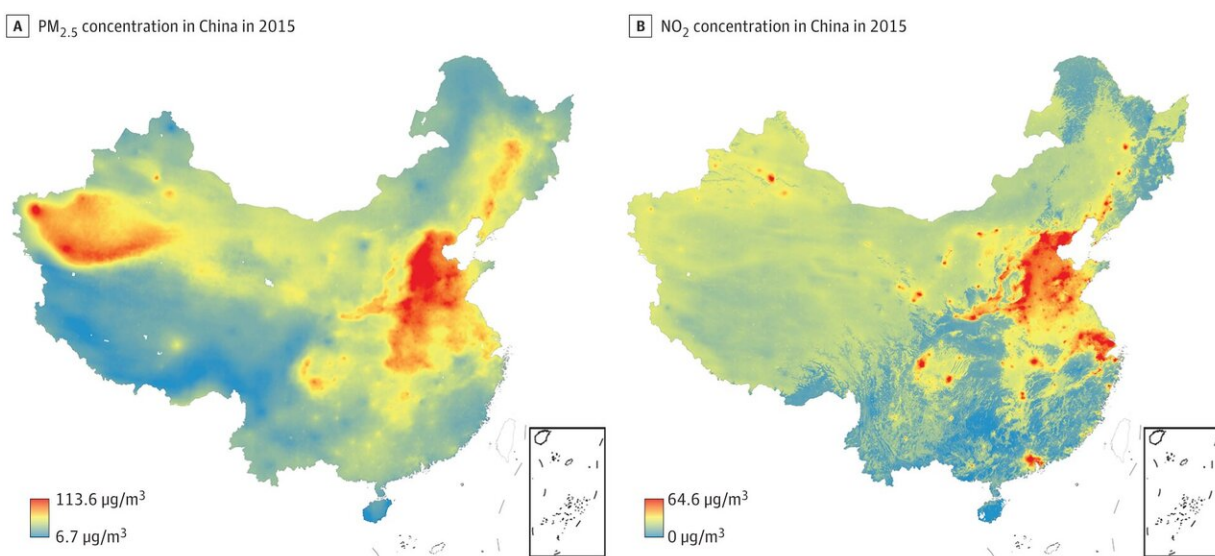 A PM₂.₅ concentration in China in 2015
113.6 µg/m³
6.7 µg/m³
B NO₂ concentration in China in 2015
64.6 µg/m³
0 µg/m³